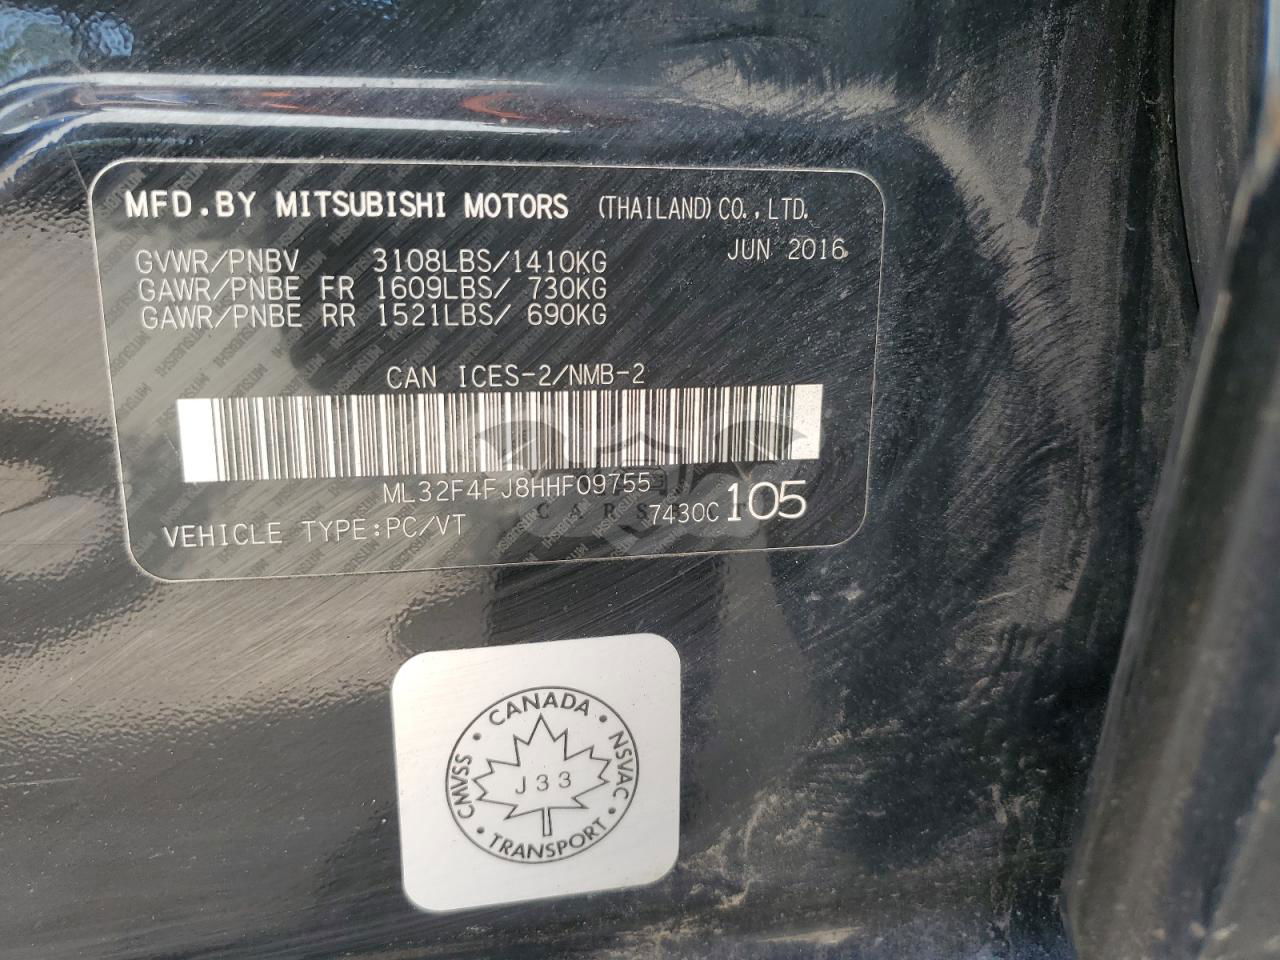 MFD.BY MITSUBISHI MOTORS (THAILAND) CO., LTD.
JUN 2016
GVWR/PNBV 3108LBS/1410KG
GAWR/PNBE FR 1609LBS/ 730KG
GAWR/PNBE RR 1521LBS/ 690KG
CAN ICES-2/NMB-2
ML32F4FJ8HHF09755
CARS
7430C 105
VEHICLE TYPE:PC/VT
CANADA
CMVSS • NSVAC
J33
TRANSPORT